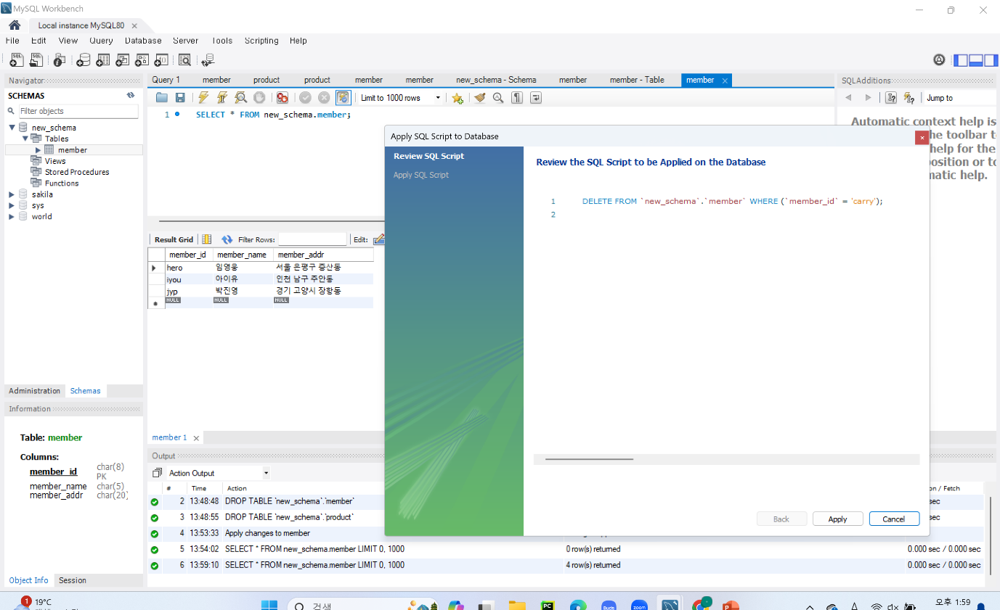 MySQL Workbench
Local instance MySQL80
File Edit View Query Database Server Tools Scripting Help
Navigator
SCHEMAS
Filter objects
new_schema
Tables
member
Views
Stored Procedures
Functions
sakila
sys
world
Administration Schemas
Information
Table: member
Columns:
member_id char(8) PK
member_name char(5)
member_addr char(20)
Object Info Session
Query 1 member product product member member new_schema - Schema member member - Table member
Limit to 1000 rows
1 SELECT * FROM new_schema.member;
Result Grid Filter Rows: Edit:
member_id member_name member_addr
hero 임영웅 서울 은평구 증산동
iyou 아이유 인천 남구 주안동
jyp 박진영 경기 고양시 장항동
NULL NULL NULL
member 1
Output
Action Output
# Time Action on / Fetch
2 13:48:48 DROP TABLE `new_schema`.`member` sec
3 13:48:55 DROP TABLE `new_schema`.`product` sec
4 13:53:33 Apply changes to member
5 13:54:02 SELECT * FROM new_schema.member LIMIT 0, 1000 0 row(s) returned 0.000 sec / 0.000 sec
6 13:59:10 SELECT * FROM new_schema.member LIMIT 0, 1000 4 row(s) returned 0.000 sec / 0.000 sec
Apply SQL Script to Database
Review SQL Script
Apply SQL Script
Review the SQL Script to be Applied on the Database
1 DELETE FROM `new_schema`.`member` WHERE (`member_id` = 'carry');
2
Back Apply Cancel
SQLAdditions
Jump to
Automatic context help is
he toolbar t
help for the
osition or to
matic help.
1 19°C
검색
PC
Buds
zoom
P
A
오후 1:59